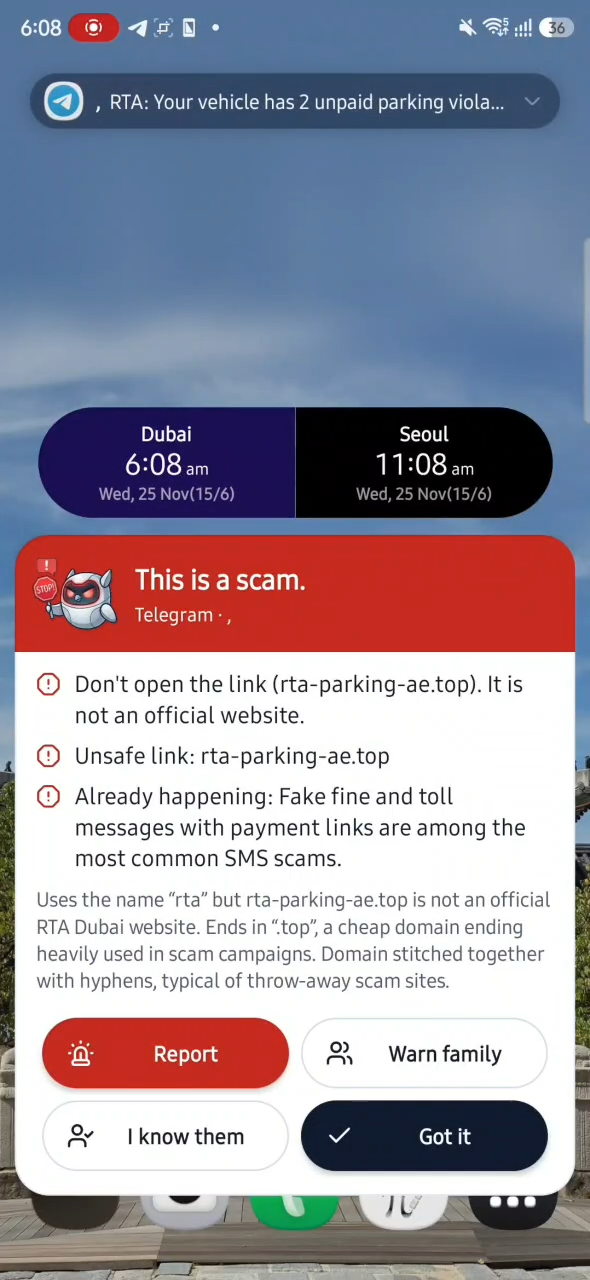 6:08
5
36
, RTA: Your vehicle has 2 unpaid parking viola...
Dubai
6:08 am
Wed, 25 Nov(15/6)
Seoul
11:08 am
Wed, 25 Nov(15/6)
!
STOP!
This is a scam.
Telegram · ,
Don't open the link (rta-parking-ae.top). It is
not an official website.
Unsafe link: rta-parking-ae.top
Already happening: Fake fine and toll
messages with payment links are among the
most common SMS scams.
Uses the name “rta” but rta-parking-ae.top is not an official
RTA Dubai website. Ends in “.top”, a cheap domain ending
heavily used in scam campaigns. Domain stitched together
with hyphens, typical of throw-away scam sites.
Report
Warn family
I know them
Got it